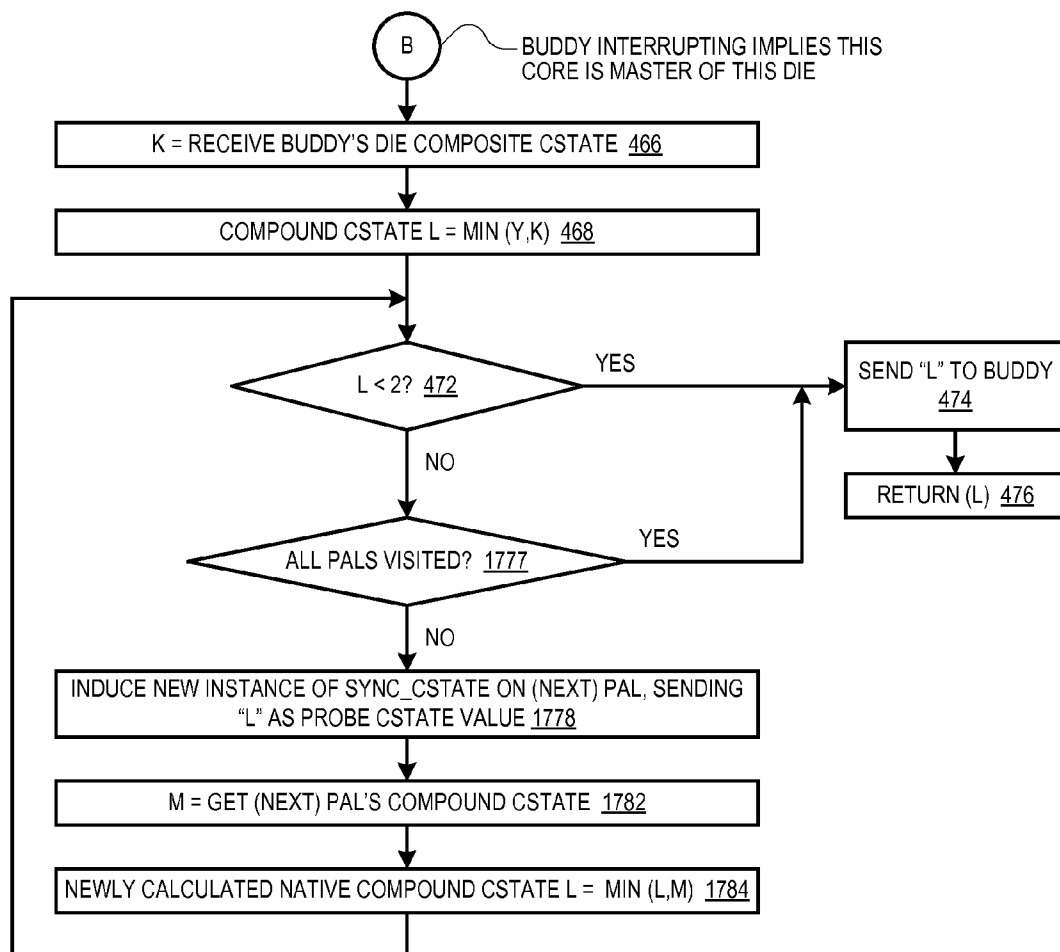 B
BUDDY INTERRUPTING IMPLIES THIS
CORE IS MASTER OF THIS DIE
K = RECEIVE BUDDY'S DIE COMPOSITE CSTATE 466
COMPOUND CSTATE L = MIN (Y,K) 468
L < 2? 472
YES
SEND "L" TO BUDDY
474
RETURN (L) 476
NO
ALL PALS VISITED? 1777
YES
NO
INDUCE NEW INSTANCE OF SYNC_CSTATE ON (NEXT) PAL, SENDING
"L" AS PROBE CSTATE VALUE 1778
M = GET (NEXT) PAL'S COMPOUND CSTATE 1782
NEWLY CALCULATED NATIVE COMPOUND CSTATE L = MIN (L,M) 1784